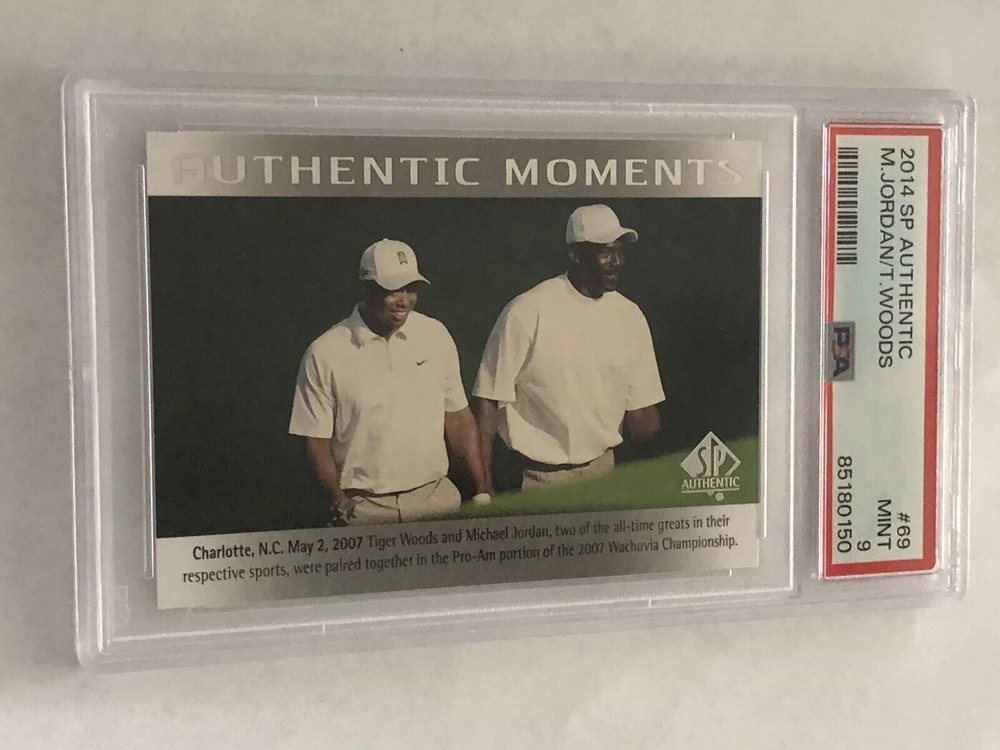 AUTHENTIC MOMENTS
SP
AUTHENTIC
Charlotte, N.C. May 2, 2007 Tiger Woods and Michael Jordan, two of the all-time greats in their
respective sports, were paired together in the Pro-Am portion of the 2007 Wachovia Championship.
2014 SP AUTHENTIC #69
M.JORDAN/T.WOODS MINT
9
PSA 85180150